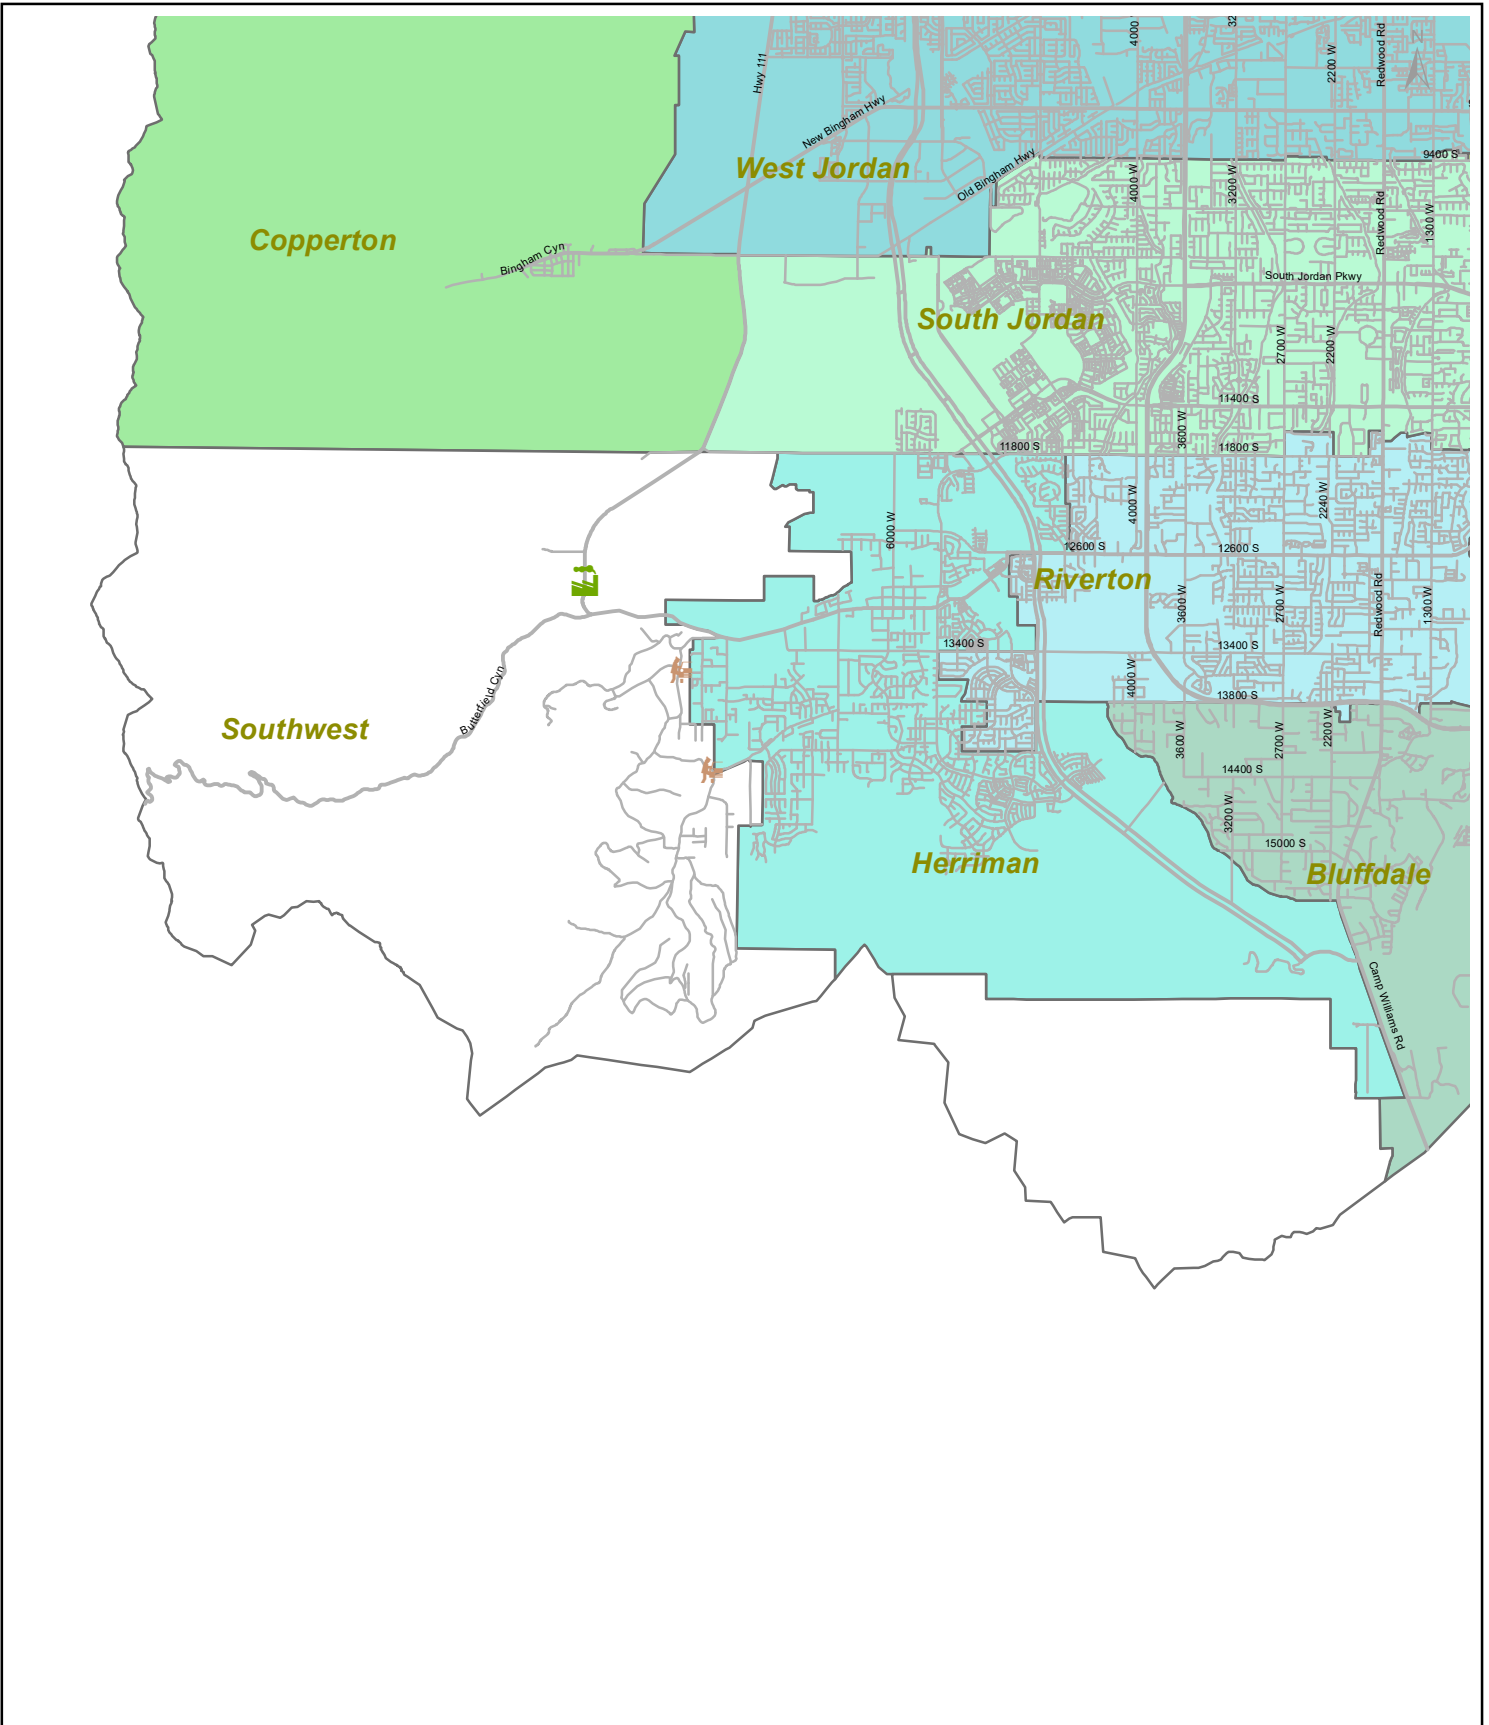 4000 W
32
2200 W
Redwood Rd
N
Hwy 111
New Bingham Hwy
West Jordan
Old Bingham Hwy
9400 S
4000 W
3200 W
Redwood Rd
1300 W
Copperton
Bingham Cyn
South Jordan Pkwy
South Jordan
2700 W
2200 W
11400 S
3600 W
11800 S
11800 S
6000 W
4000 W
2240 W
12600 S
12600 S
Riverton
3600 W
2700 W
Redwood Rd
1300 W
13400 S
13400 S
4000 W
13800 S
Butterfield Cyn
Southwest
3600 W
2700 W
2200 W
14400 S
3200 W
15000 S
Herriman
Bluffdale
Camp Williams Rd